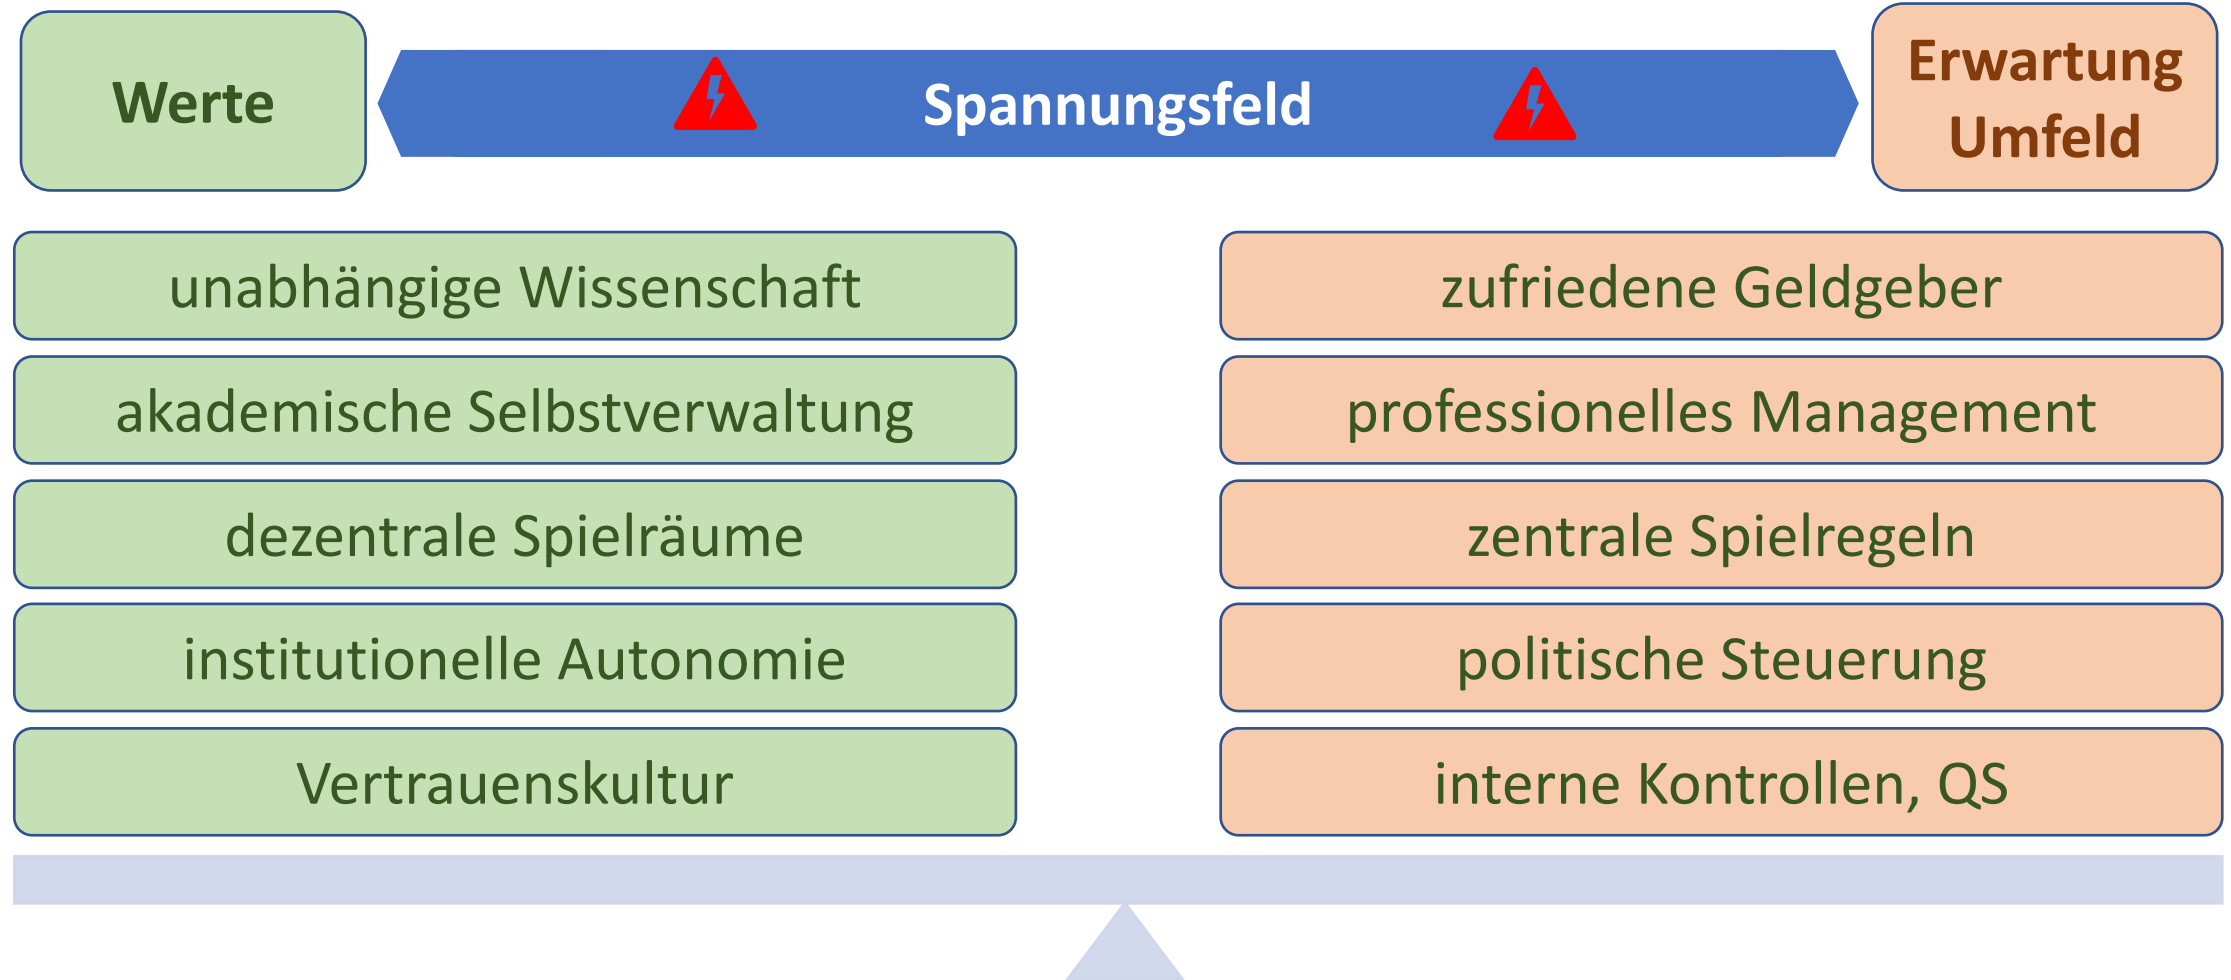 Werte
Spannungsfeld
Erwartung
Umfeld
unabhängige Wissenschaft
zufriedene Geldgeber
akademische Selbstverwaltung
professionelles Management
dezentrale Spielräume
zentrale Spielregeln
institutionelle Autonomie
politische Steuerung
Vertrauenskultur
interne Kontrollen, QS